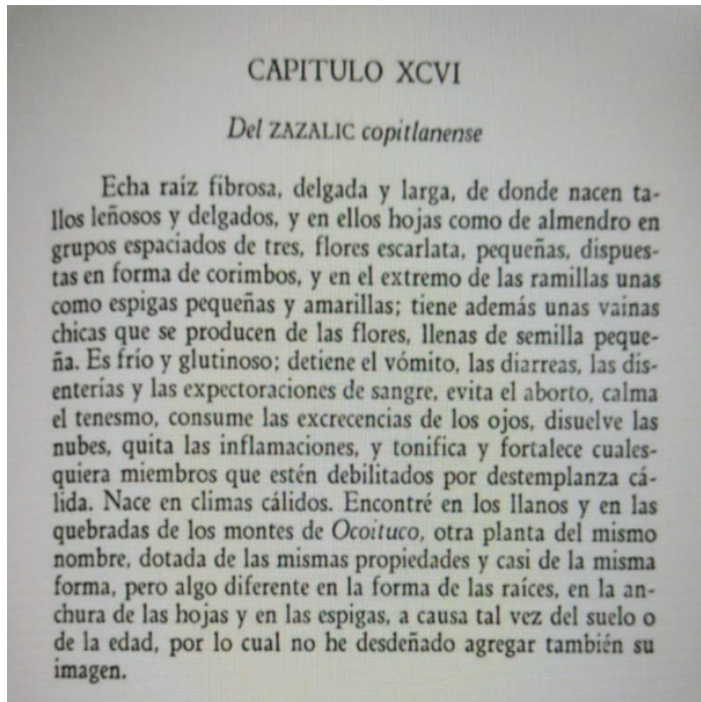 CAPITULO XCVI
Del ZAZALIC copitlanense
Echa raíz fibrosa, delgada y larga, de donde nacen ta-
llos leñosos y delgados, y en ellos hojas como de almendro en
grupos espaciados de tres, flores escarlata, pequeñas, dispues-
tas en forma de corimbos, y en el extremo de las ramillas unas
como espigas pequeñas y amarillas; tiene además unas vainas
chicas que se producen de las flores, llenas de semilla peque-
ña. Es frío y glutinoso; detiene el vómito, las diarreas, las dis-
enterías y las expectoraciones de sangre, evita el aborto, calma
el tenesmo, consume las excrecencias de los ojos, disuelve las
nubes, quita las inflamaciones, y tonifica y fortalece cuales-
quiera miembros que estén debilitados por destemplanza cá-
lida. Nace en climas cálidos. Encontré en los llanos y en las
quebradas de los montes de Ocoituco, otra planta del mismo
nombre, dotada de las mismas propiedades y casi de la misma
forma, pero algo diferente en la forma de las raíces, en la an-
chura de las hojas y en las espigas, a causa tal vez del suelo o
de la edad, por lo cual no he desdeñado agregar también su
imagen.